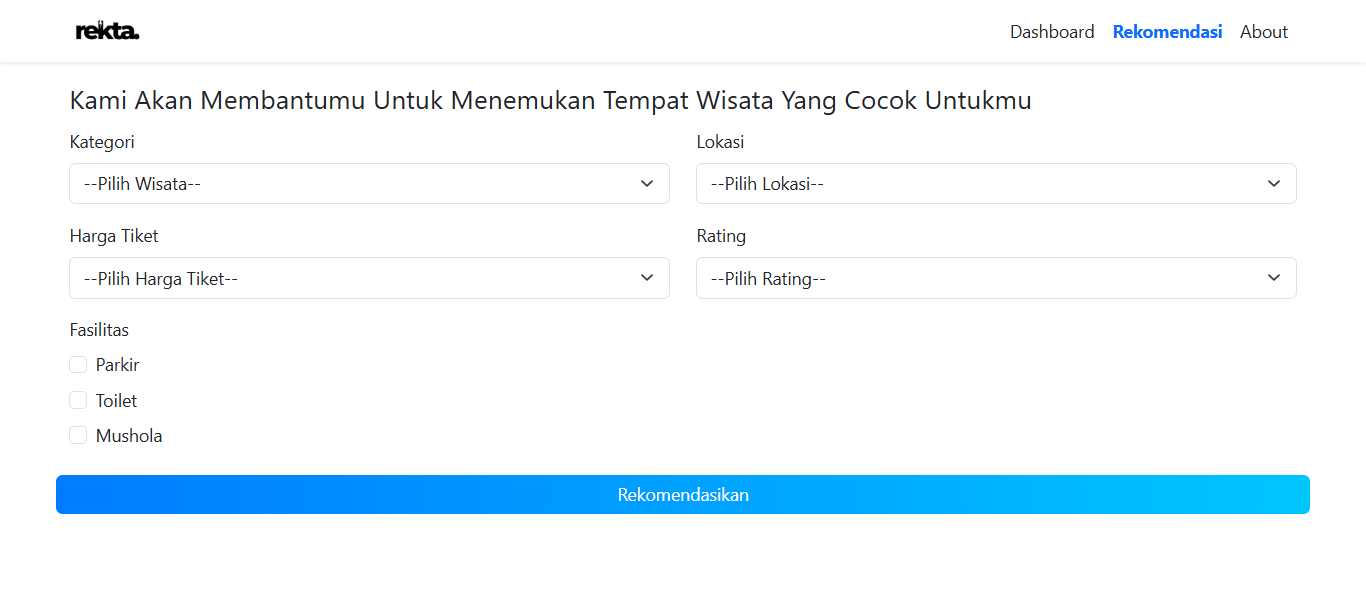 rekta.
Dashboard Rekomendasi About
Kami Akan Membantumu Untuk Menemukan Tempat Wisata Yang Cocok Untukmu
Kategori
Lokasi
--Pilih Wisata--
--Pilih Lokasi--
Harga Tiket
Rating
--Pilih Harga Tiket--
--Pilih Rating--
Fasilitas
Parkir
Toilet
Mushola
Rekomendasikan